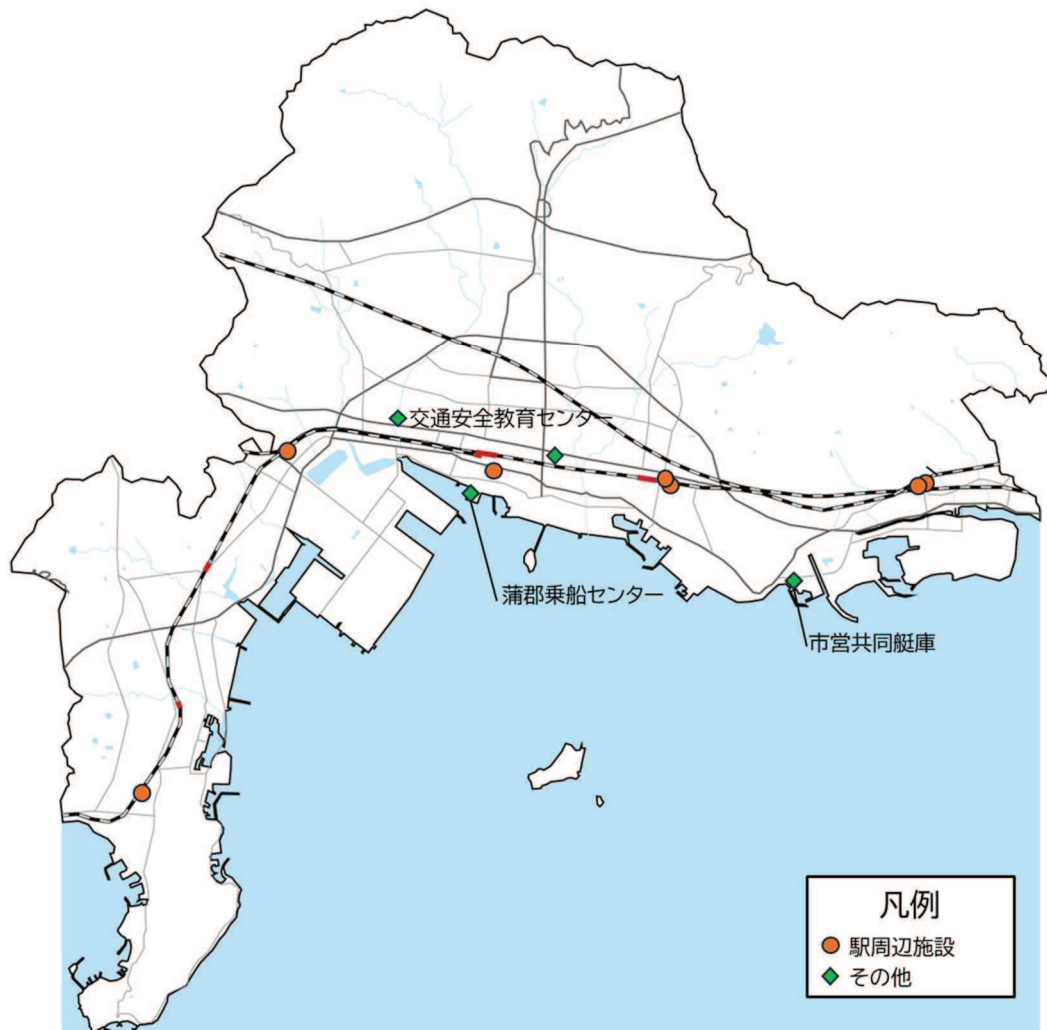 交通安全教育センター
蒲郡乗船センター
市営共同艇庫
凡例
駅周辺施設
その他